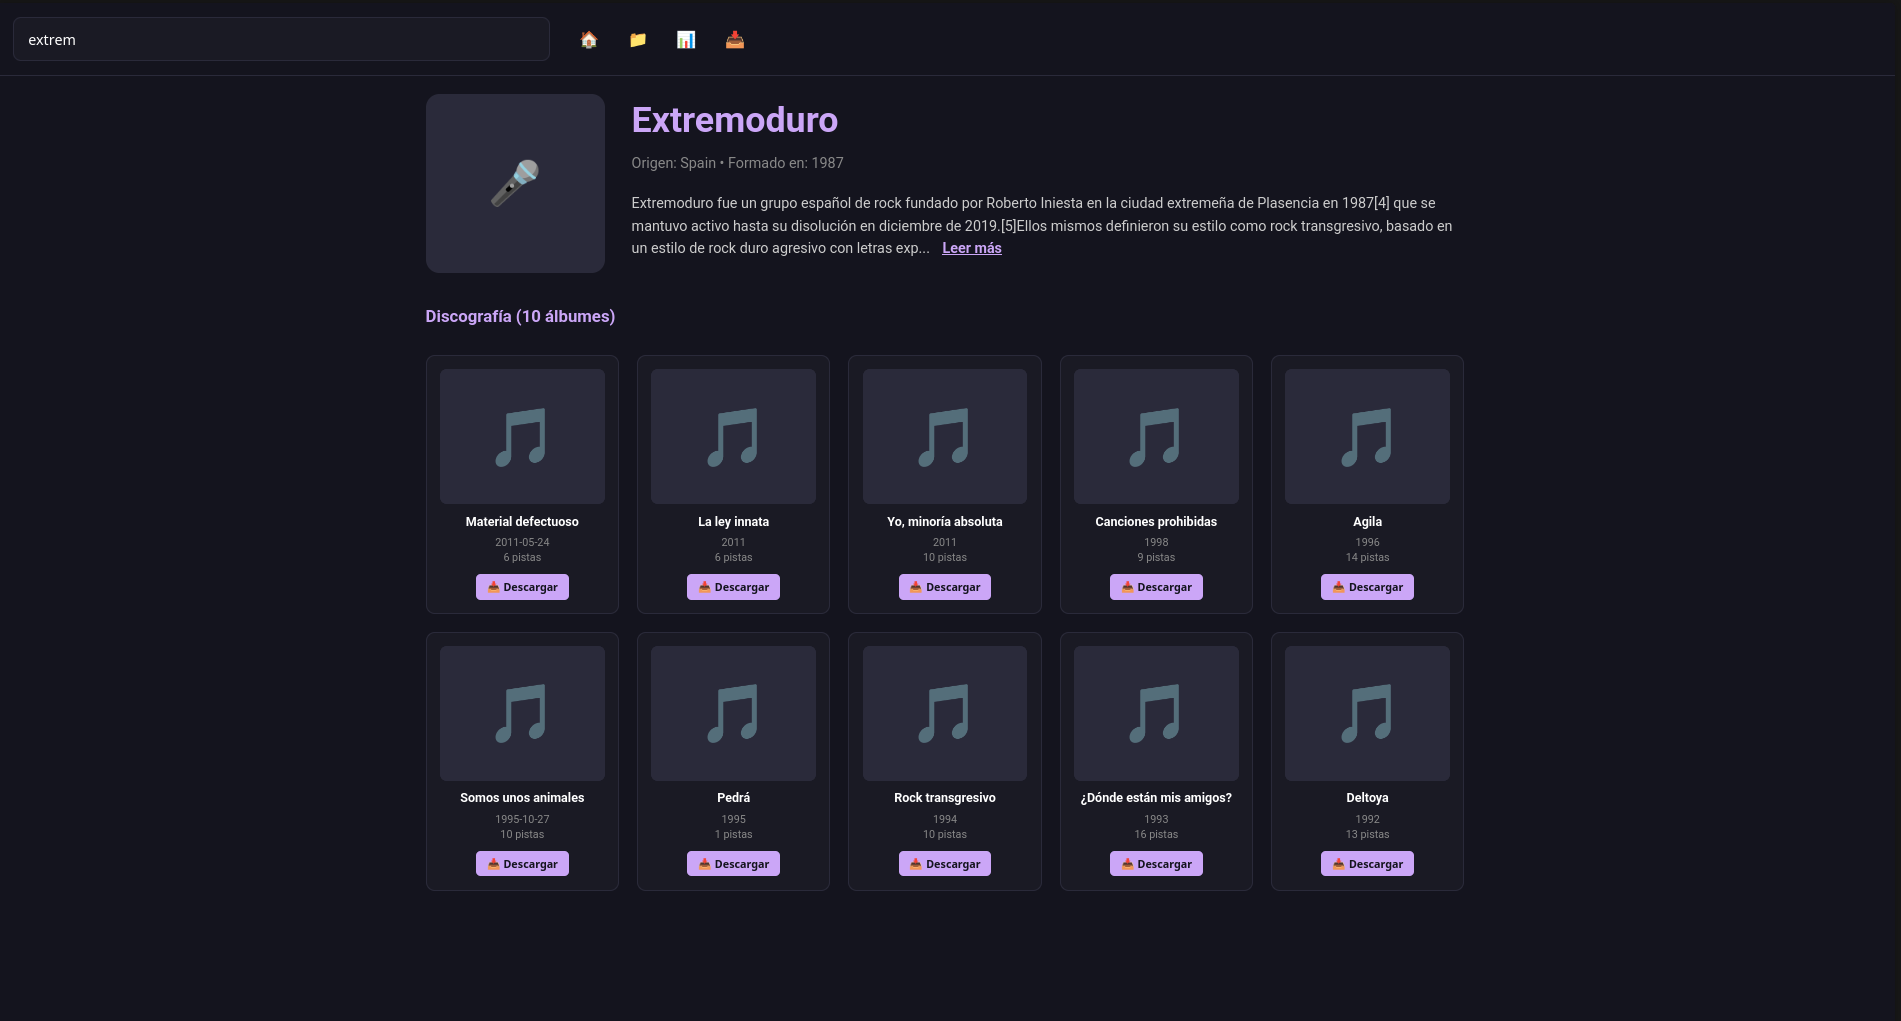 extrem
Extremoduro
Origen: Spain • Formado en: 1987
Extremoduro fue un grupo español de rock fundado por Roberto Iniesta en la ciudad extremeña de Plasencia en 1987[4] que se
mantuvo activo hasta su disolución en diciembre de 2019.[5]Ellos mismos definieron su estilo como rock transgresivo, basado en
un estilo de rock duro agresivo con letras exp... Leer más
Discografía (10 álbumes)
Material defectuoso
2011-05-24
6 pistas
Descargar
La ley innata
2011
6 pistas
Descargar
Yo, minoría absoluta
2011
10 pistas
Descargar
Canciones prohibidas
1998
9 pistas
Descargar
Agila
1996
14 pistas
Descargar
Somos unos animales
1995-10-27
10 pistas
Descargar
Pedrá
1995
1 pistas
Descargar
Rock transgresivo
1994
10 pistas
Descargar
¿Dónde están mis amigos?
1993
16 pistas
Descargar
Deltoya
1992
13 pistas
Descargar